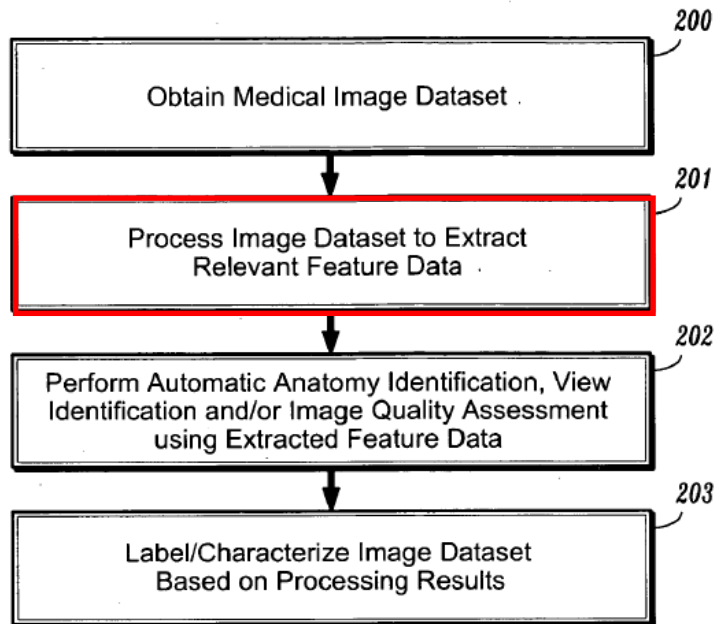 200
Obtain Medical Image Dataset
201
Process Image Dataset to Extract
Relevant Feature Data
202
Perform Automatic Anatomy Identification, View
Identification and/or Image Quality Assessment
using Extracted Feature Data
203
Label/Characterize Image Dataset
Based on Processing Results